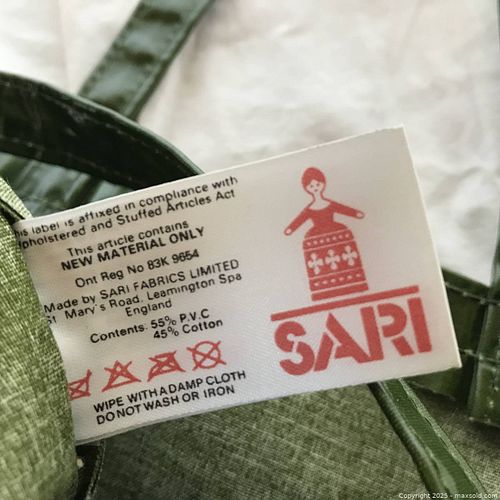 his label is affixed in compliance with
pholstered and Stuffed Articles Act
This article contains
NEW MATERIAL ONLY
Ont Reg No 83K 9654
Made by SARI FABRICS LIMITED
St Mary's Road, Leamington Spa
England
Contents: 55% P.V.C
45% Cotton
WIPE WITH A DAMP CLOTH
DO NOT WASH OR IRON
SARI
Copyright 2025 - maxsold.com